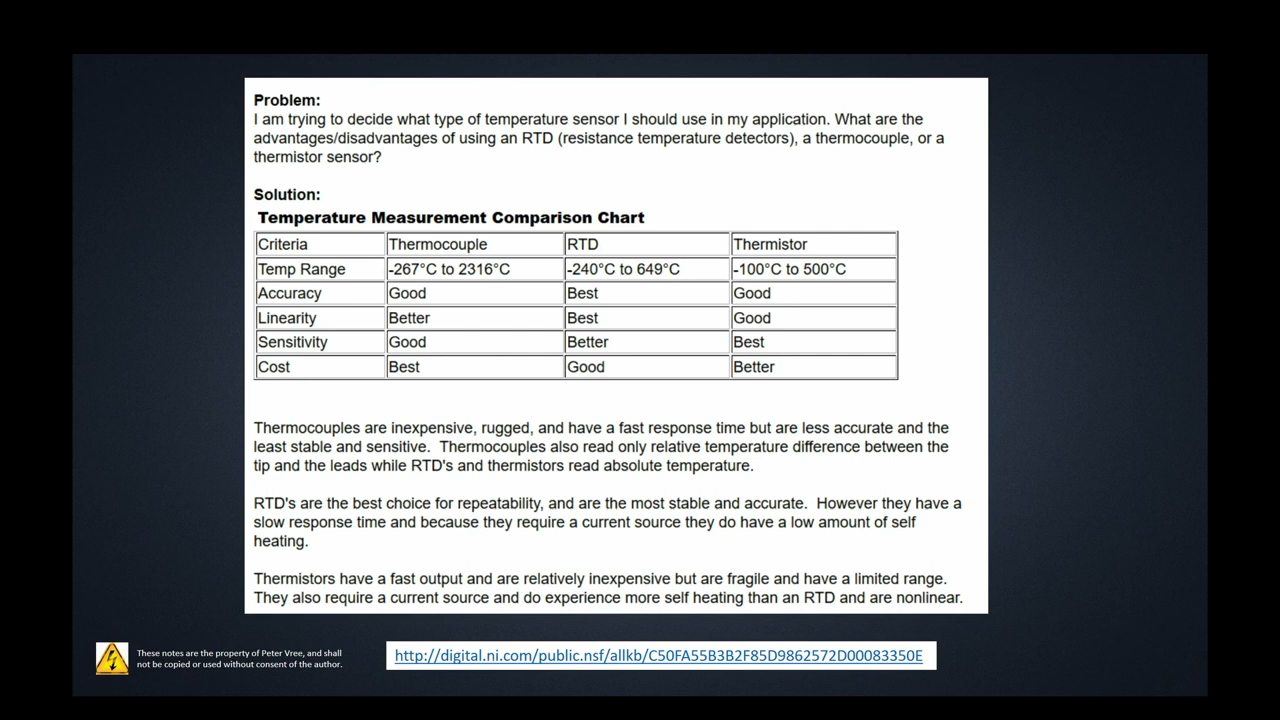 Problem:
I am trying to decide what type of temperature sensor I should use in my application. What are the
advantages/disadvantages of using an RTD (resistance temperature detectors), a thermocouple, or a
thermistor sensor?
Solution:
Temperature Measurement Comparison Chart
Criteria Thermocouple RTD Thermistor
Temp Range -267°C to 2316°C -240°C to 649°C -100°C to 500°C
Accuracy Good Best Good
Linearity Better Best Good
Sensitivity Good Better Best
Cost Best Good Better
Thermocouples are inexpensive, rugged, and have a fast response time but are less accurate and the
least stable and sensitive. Thermocouples also read only relative temperature difference between the
tip and the leads while RTD's and thermistors read absolute temperature.
RTD's are the best choice for repeatability, and are the most stable and accurate. However they have a
slow response time and because they require a current source they do have a low amount of self
heating.
Thermistors have a fast output and are relatively inexpensive but are fragile and have a limited range.
They also require a current source and do experience more self heating than an RTD and are nonlinear.
These notes are the property of Peter Vree, and shall
not be copied or used without consent of the author.
http://digital.ni.com/public.nsf/allkb/C50FA55B3B2F85D9862572D00083350E